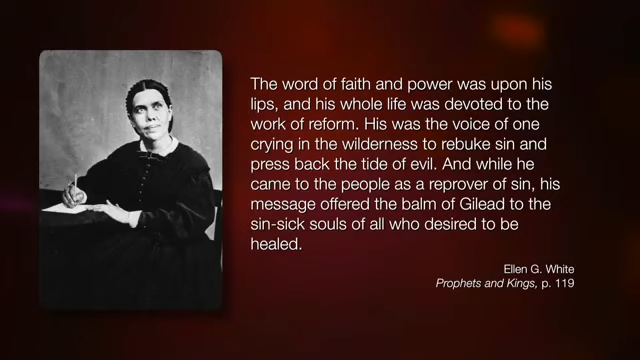 The word of faith and power was upon his
lips, and his whole life was devoted to the
work of reform. His was the voice of one
crying in the wilderness to rebuke sin and
press back the tide of evil. And while he
came to the people as a reprover of sin, his
message offered the balm of Gilead to the
sin-sick souls of all who desired to be
healed.
Ellen G. White
Prophets and Kings, p. 119